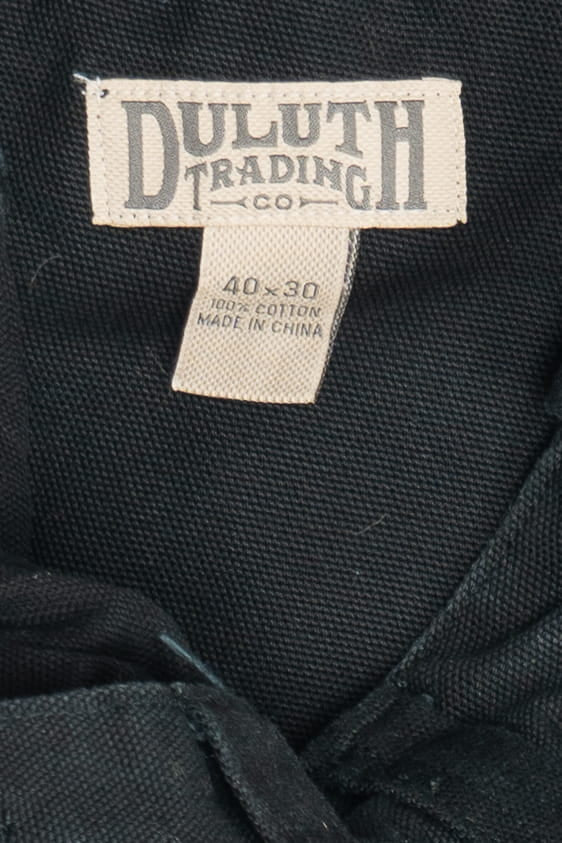 DULUTH
TRADING
CO
40×30
100% COTTON
MADE IN CHINA